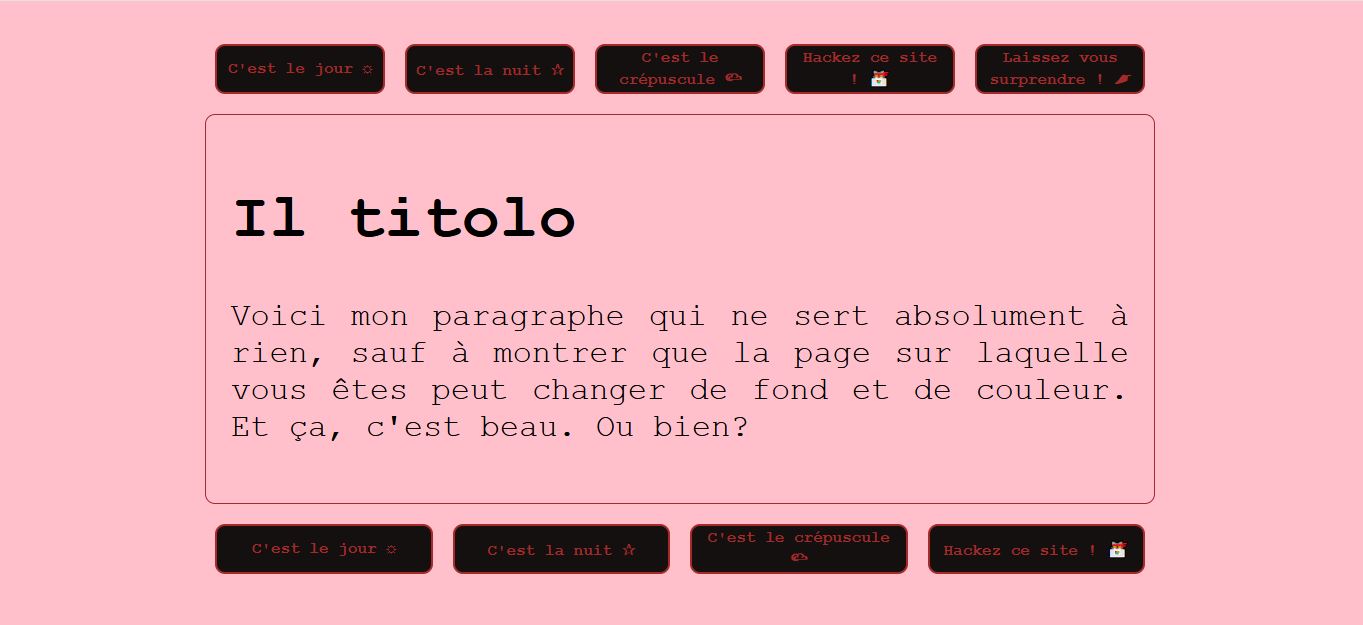 C'est le jour ☼
C'est la nuit ☆
C'est le
crépuscule
Hackez ce site
!
Laissez vous
surprendre !
Il titolo
Voici mon paragraphe qui ne sert absolument à
rien, sauf à montrer que la page sur laquelle
vous êtes peut changer de fond et de couleur.
Et ça, c'est beau. Ou bien?
C'est le jour ☼
C'est la nuit ☆
C'est le crépuscule
Hackez ce site !